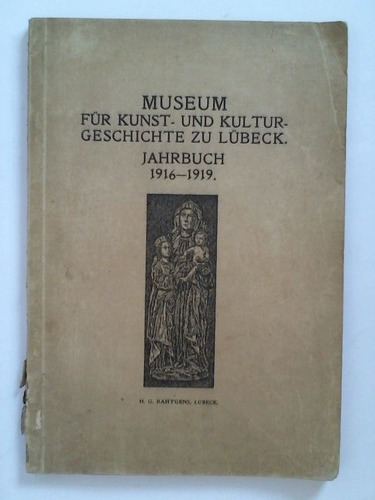 MUSEUM
FÜR KUNST- UND KULTUR-
GESCHICHTE ZU LÜBECK.
JAHRBUCH
1916—1919.
H. G. RAHTGENS, LÜBECK.